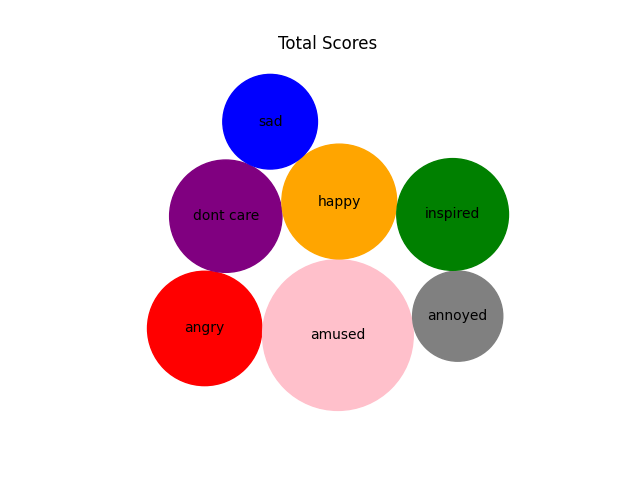 Total Scores
sad
happy
dont care
inspired
annoyed
angry
amused